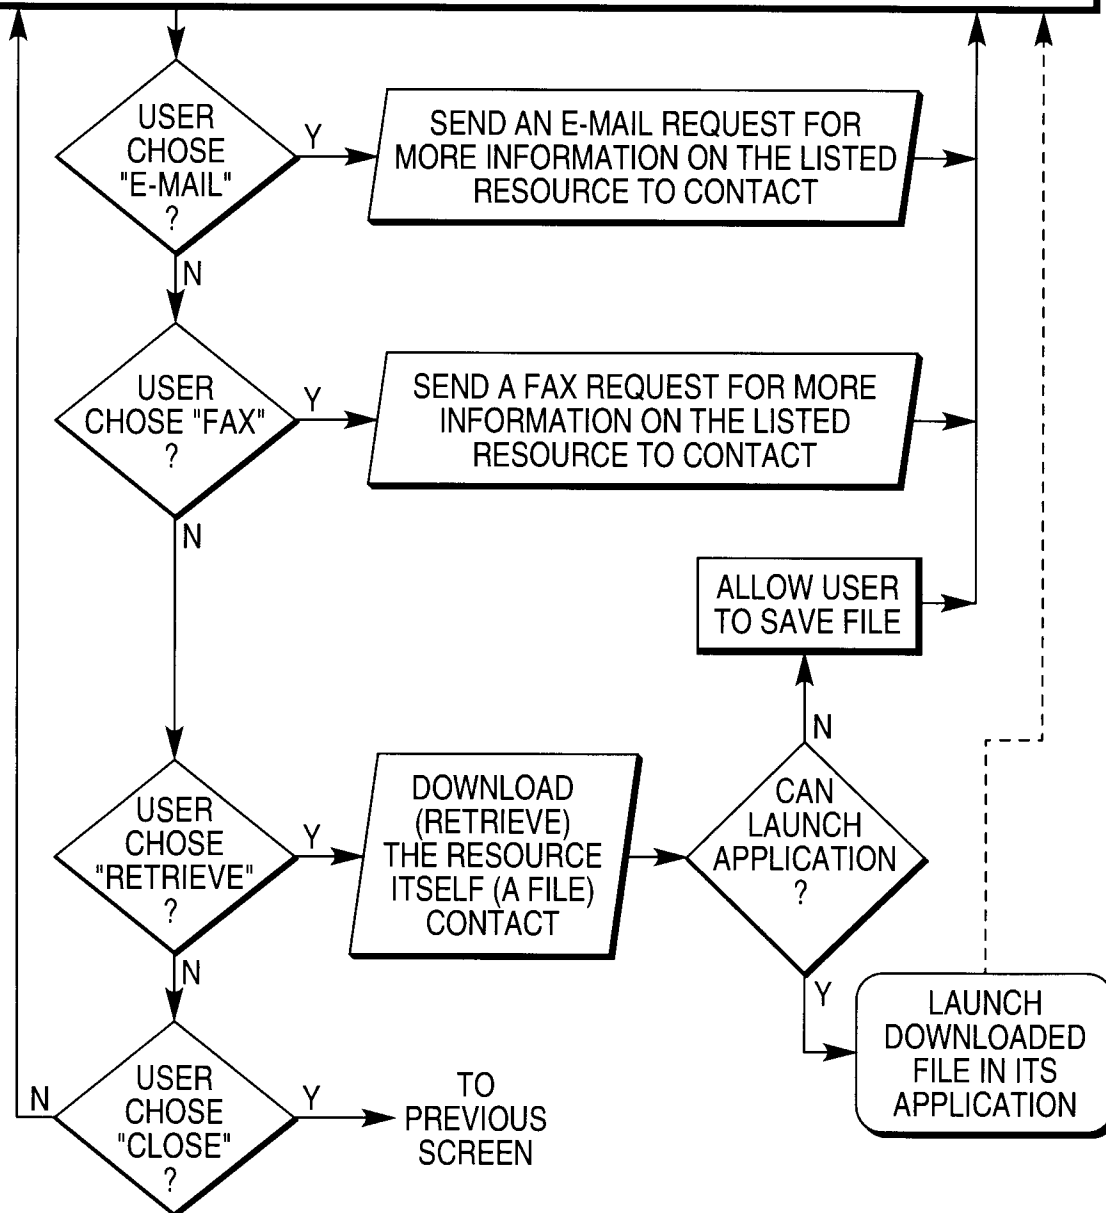 USER
CHOSE
"E-MAIL"
?
Y
SEND AN E-MAIL REQUEST FOR
MORE INFORMATION ON THE LISTED
RESOURCE TO CONTACT
N
USER
CHOSE "FAX"
?
Y
SEND A FAX REQUEST FOR MORE
INFORMATION ON THE LISTED
RESOURCE TO CONTACT
N
ALLOW USER
TO SAVE FILE
N
USER
CHOSE
"RETRIEVE"
?
Y
DOWNLOAD
(RETRIEVE)
THE RESOURCE
ITSELF (A FILE)
CONTACT
CAN
LAUNCH
APPLICATION
?
N
Y
LAUNCH
DOWNLOADED
FILE IN ITS
APPLICATION
USER
CHOSE
"CLOSE"
?
N
Y
TO
PREVIOUS
SCREEN